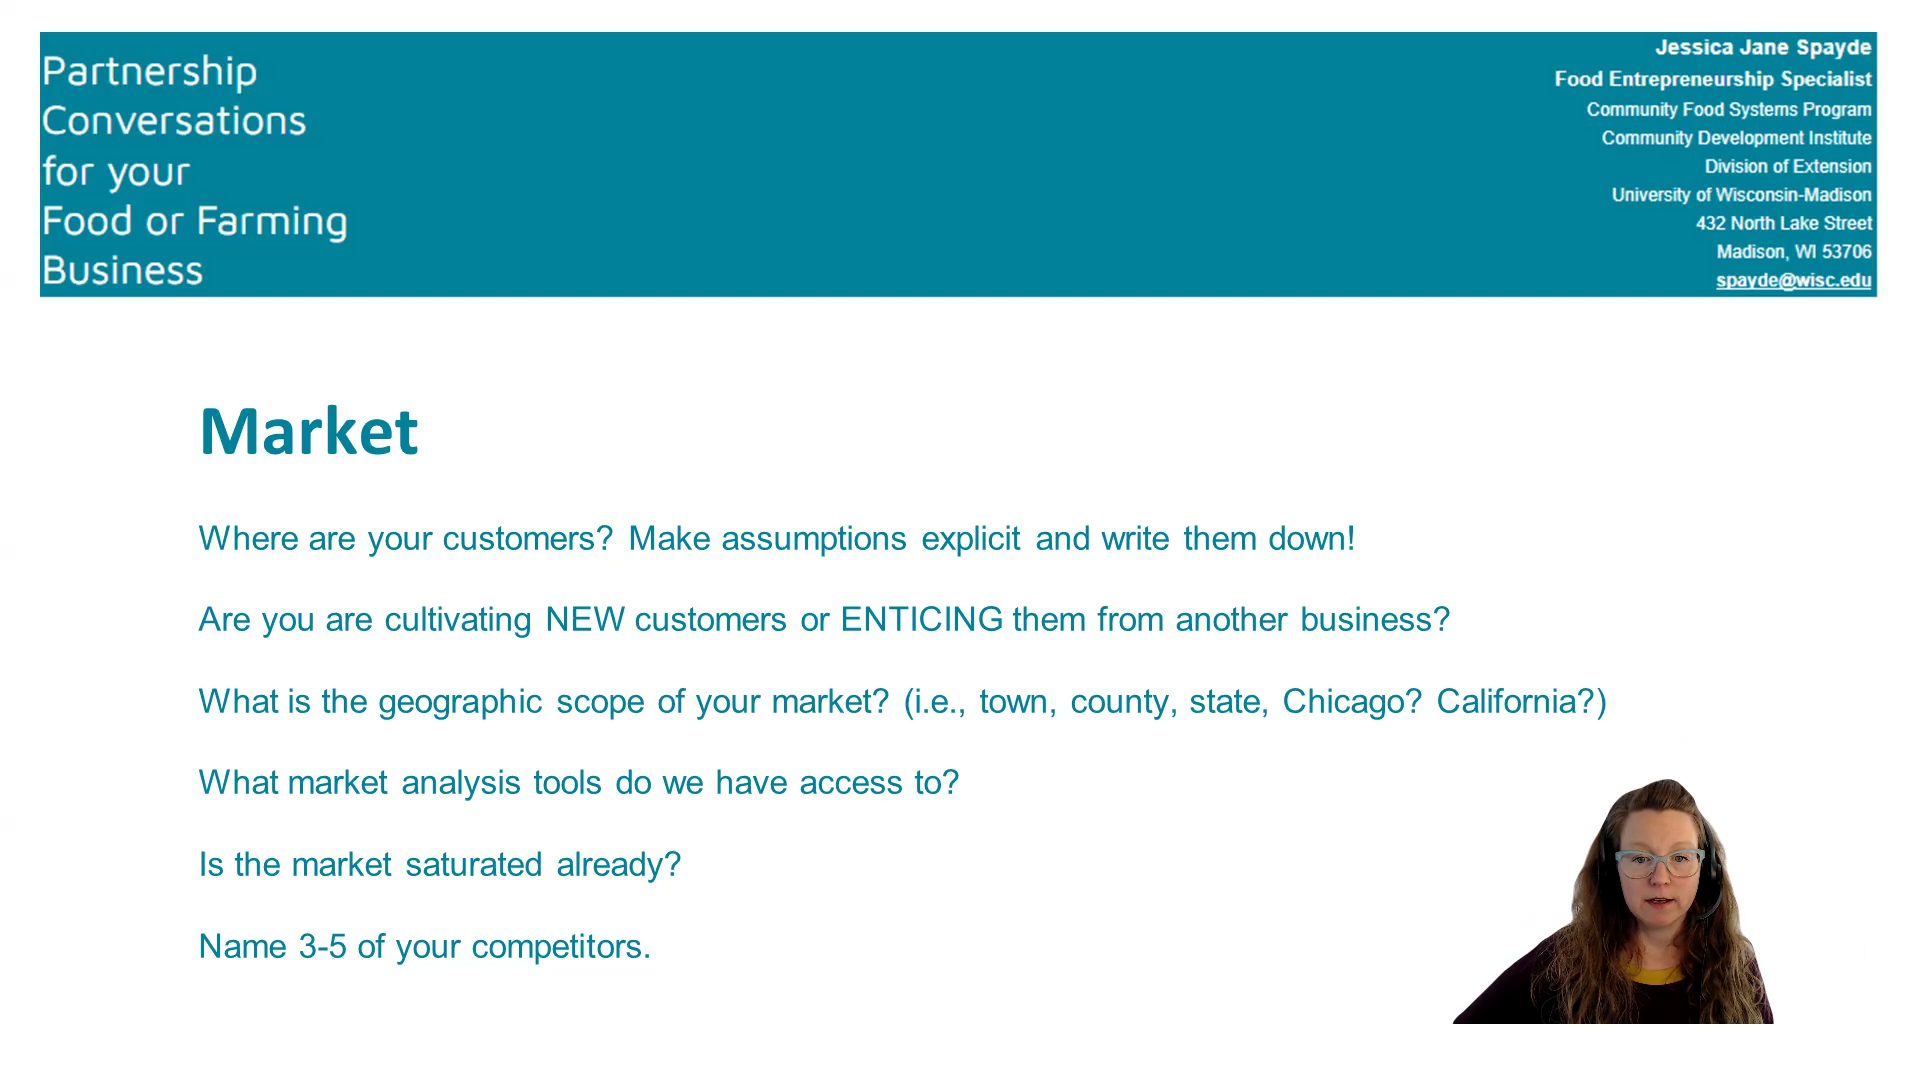 Partnership
Conversations
for your
Food or Farming
Business
Jessica Jane Spayde
Food Entrepreneurship Specialist
Community Food Systems Program
Community Development Institute
Division of Extension
University of Wisconsin-Madison
432 North Lake Street
Madison, WI 53706
spayde@wisc.edu
Market
Where are your customers? Make assumptions explicit and write them down!
Are you are cultivating NEW customers or ENTICING them from another business?
What is the geographic scope of your market? (i.e., town, county, state, Chicago? California?)
What market analysis tools do we have access to?
Is the market saturated already?
Name 3-5 of your competitors.